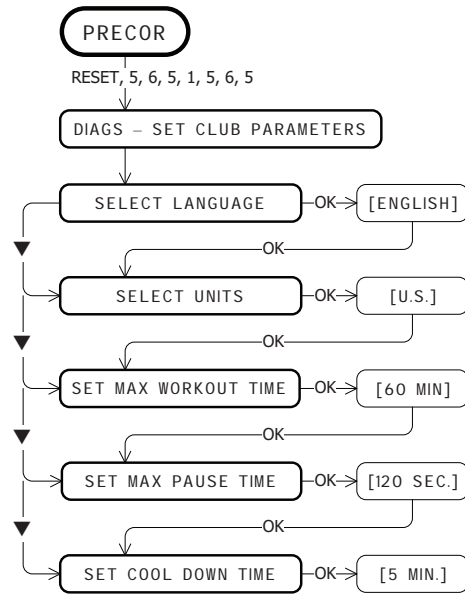 PRECOR
RESET, 5, 6, 5, 1, 5, 6, 5
DIAGS – SET CLUB PARAMETERS
SELECT LANGUAGE
OK
[ENGLISH]
OK
SELECT UNITS
OK
[U.S.]
OK
SET MAX WORKOUT TIME
OK
[60 MIN]
OK
SET MAX PAUSE TIME
OK
[120 SEC.]
OK
SET COOL DOWN TIME
OK
[5 MIN.]